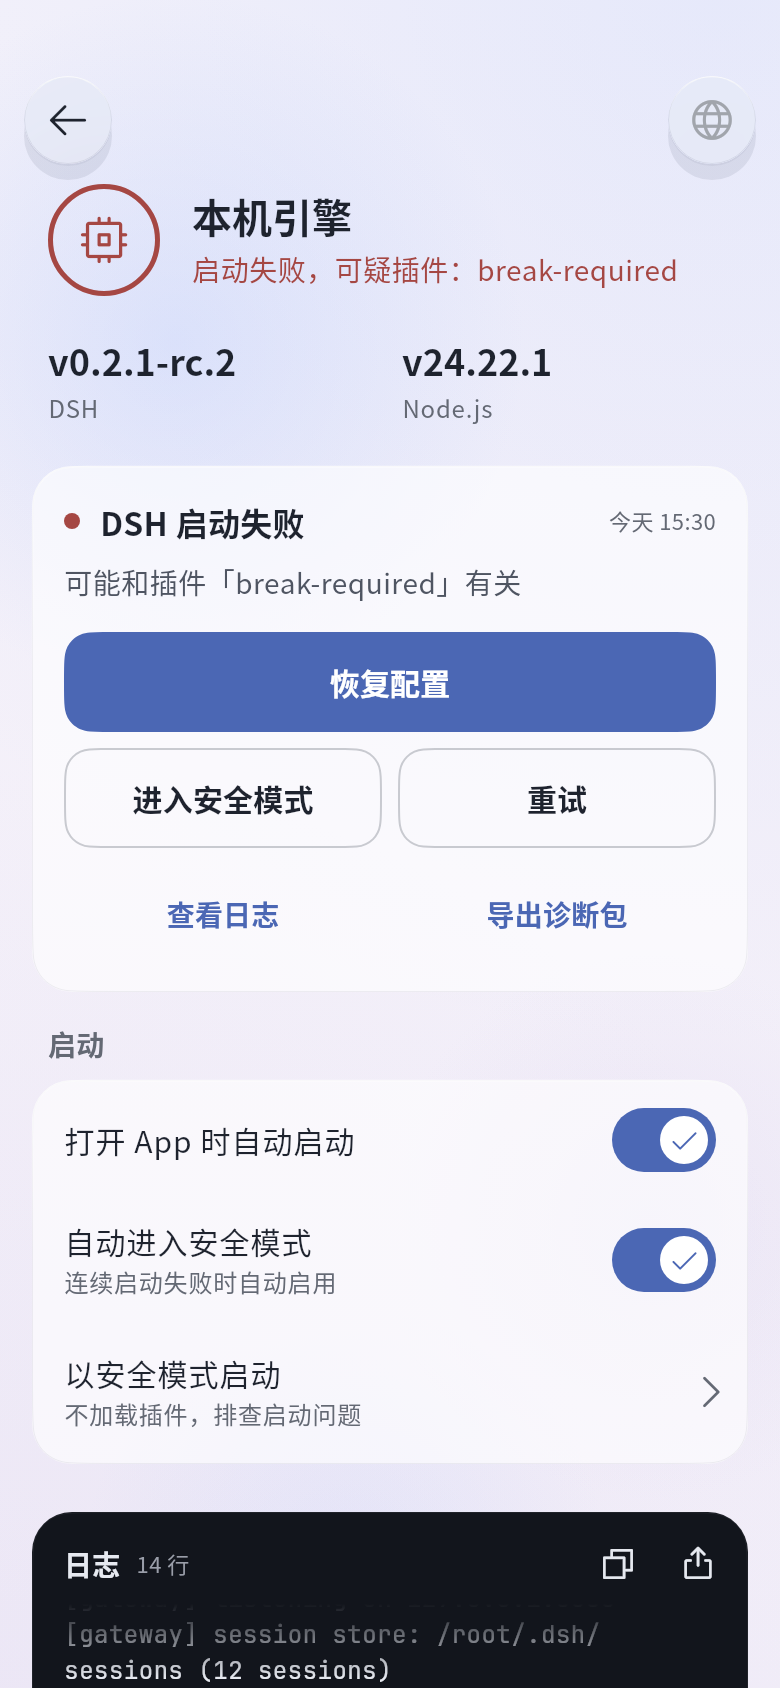 本机引擎
启动失败，可疑插件：break-required
v0.2.1-rc.2
DSH
v24.22.1
Node.js
DSH 启动失败
今天 15:30
可能和插件「break-required」有关
恢复配置
进入安全模式
重试
查看日志
导出诊断包
启动
打开 App 时自动启动
自动进入安全模式
连续启动失败时自动启用
以安全模式启动
不加载插件，排查启动问题
日志 14 行
[gateway] session store: /root/.dsh/
sessions (12 sessions)